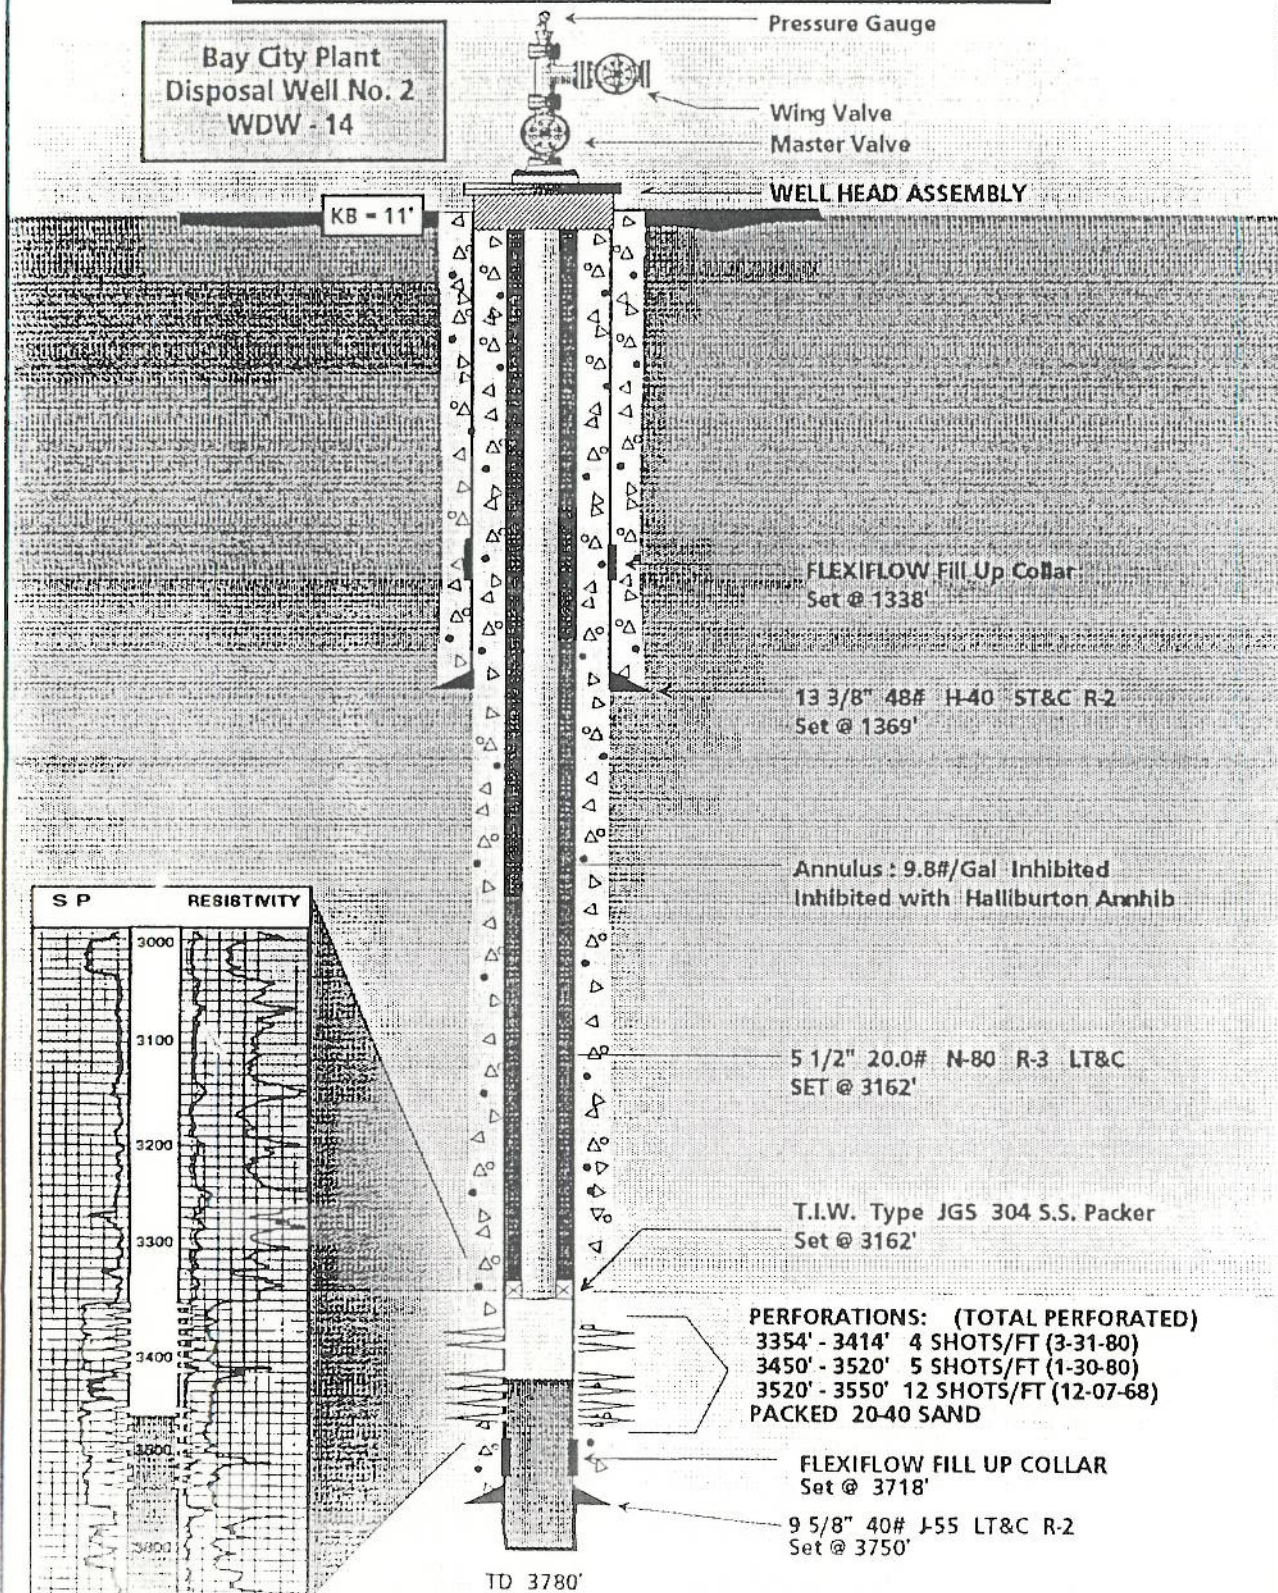 Pressure Gauge
Bay City Plant
Disposal Well No. 2
WDW - 14
Wing Valve
Master Valve
WELL HEAD ASSEMBLY
KB = 11'
FLEXIFLOW Fill Up Collar
Set @ 1338'
13 3/8" 48# H-40 ST&C R-2
Set @ 1369'
Annulus : 9.8#/Gal Inhibited
Inhibited with Halliburton Annhib
S P RESISTIVITY
3000
3100
5 1/2" 20.0# N-80 R-3 LT&C
SET @ 3162'
3200
T.I.W. Type JGS 304 S.S. Packer
Set @ 3162'
3300
PERFORATIONS: (TOTAL PERFORATED)
3354' - 3414' 4 SHOTS/FT (3-31-80)
3400
3450' - 3520' 5 SHOTS/FT (1-30-80)
3520' - 3550' 12 SHOTS/FT (12-07-68)
PACKED 20-40 SAND
FLEXIFLOW FILL UP COLLAR
Set @ 3718'
9 5/8" 40# J-55 LT&C R-2
Set @ 3750'
TD 3780'